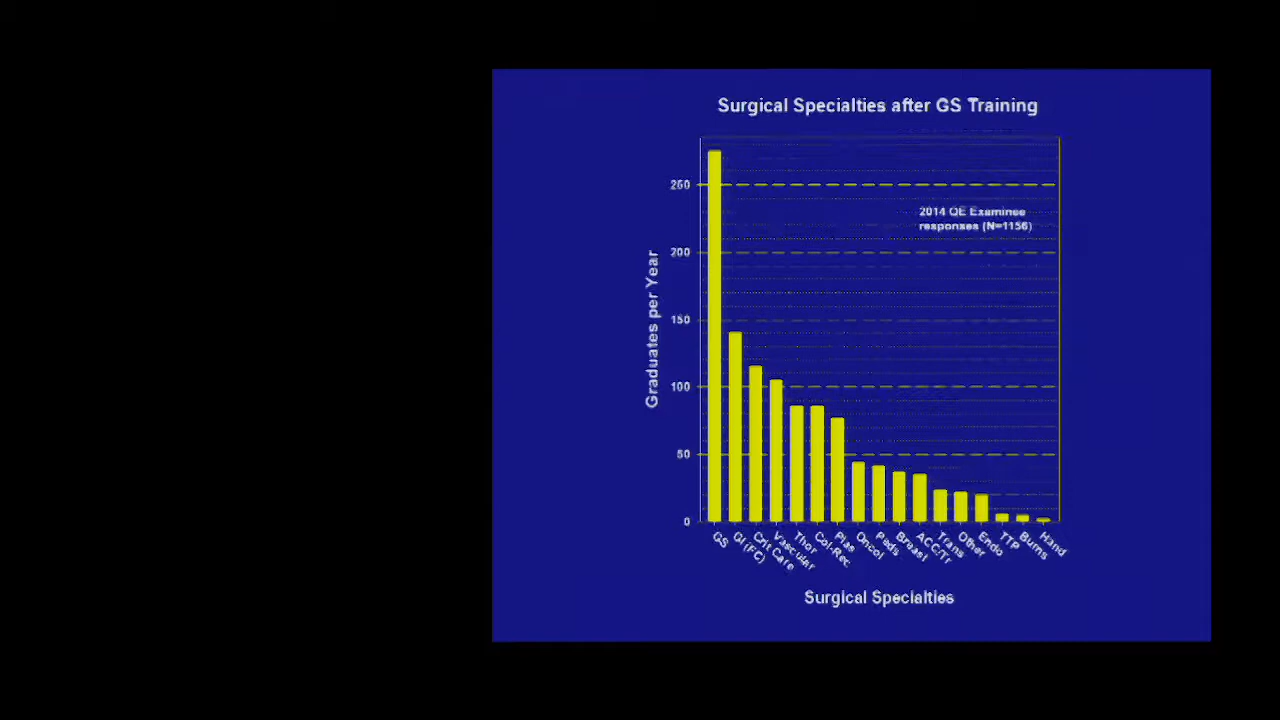 Surgical Specialties after GS Training
250
2014 QE Examinee
responses (N=1156)
200
Graduates per Year
150
100
50
0
GS
GI (FC)
Crit Care
Vascular
Thor
Col-Rec.
Plas
Oncol
Peds
Breast
ACC/Tr
Trans
Other
Endo
TTP
Burns
Hand
Surgical Specialties